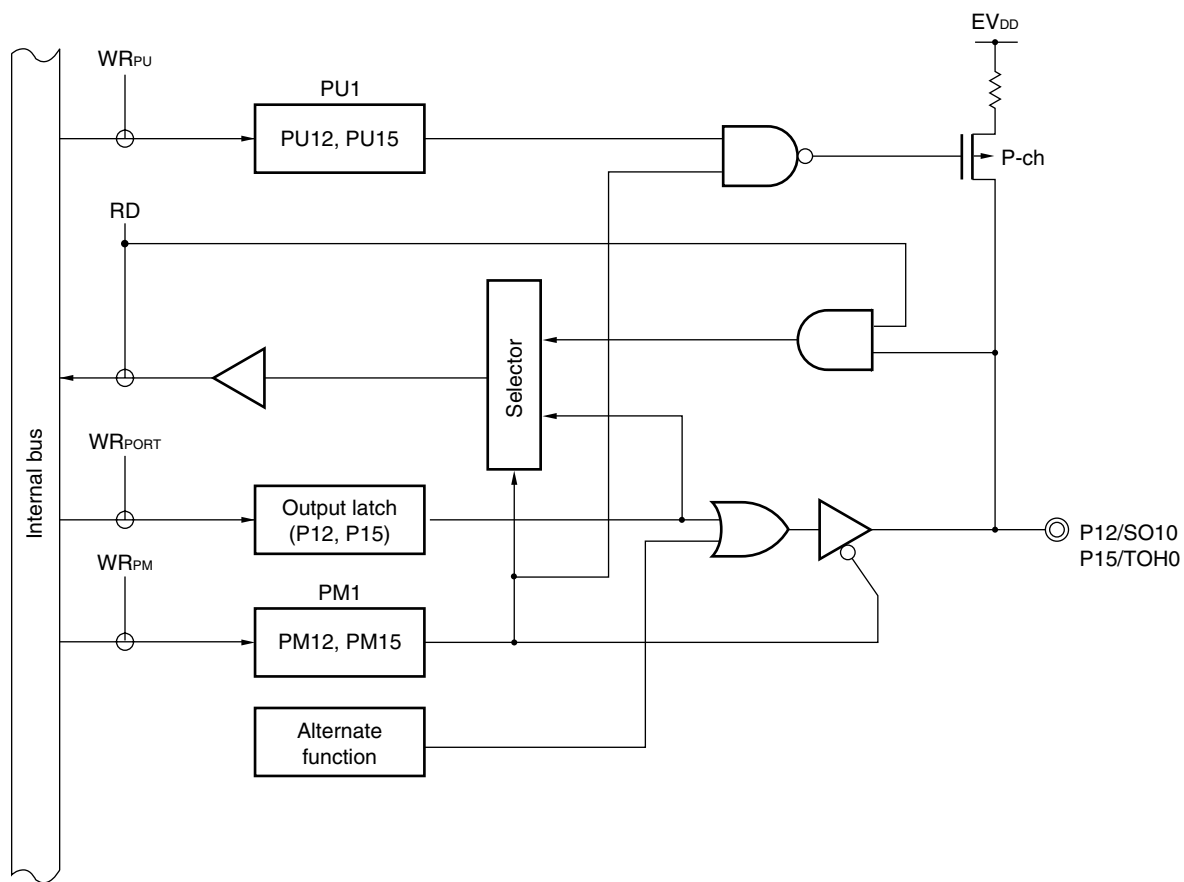 EVDD
WRPU
PU1
PU12, PU15
P-ch
RD
Selector
Internal bus
WRPORT
Output latch
(P12, P15)
P12/SO10
P15/TOH0
WRPM
PM1
PM12, PM15
Alternate
function